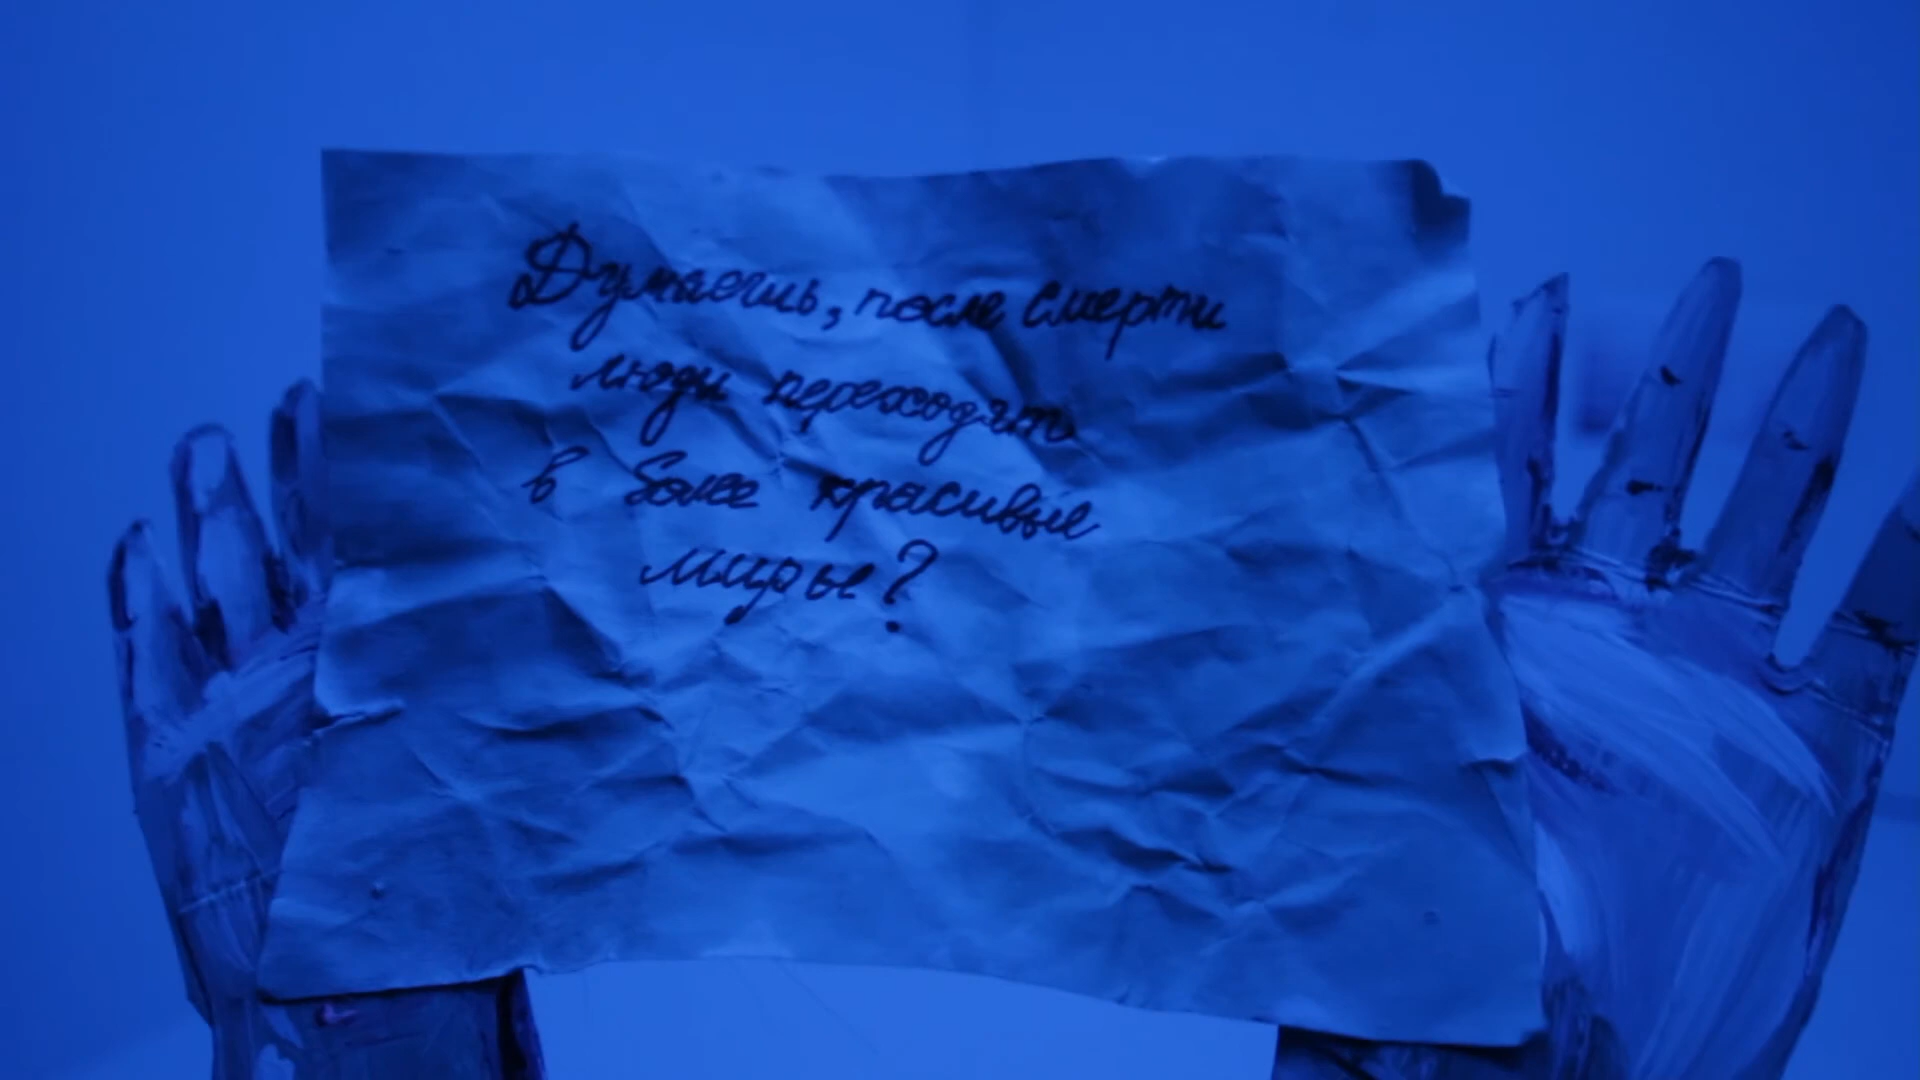 Думаешь, после смерти
люди переходят
в более красивые
миры?